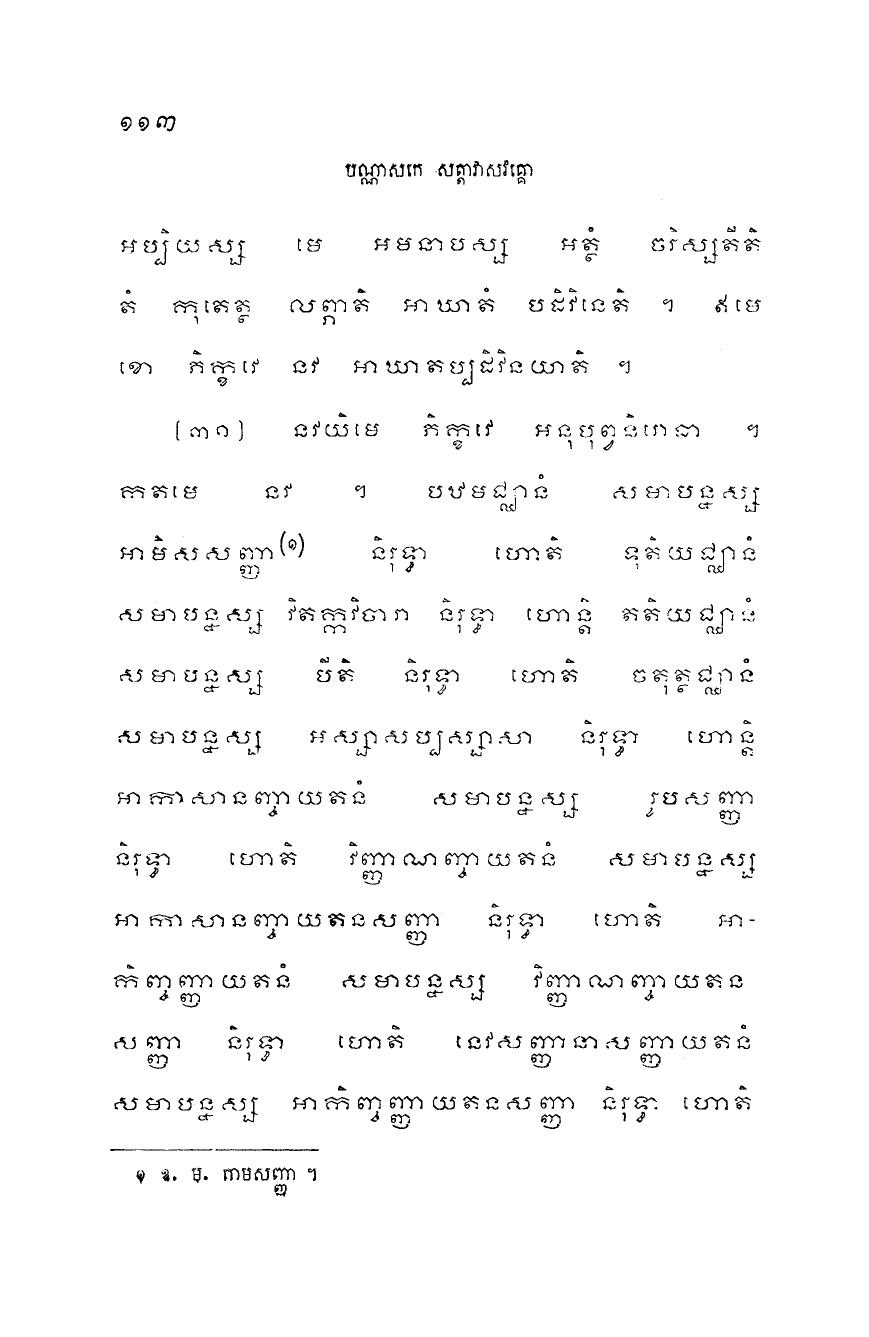 ១១៣
បណ្ណាសកេ សត្តាវាសវគ្គោ
អប្បិយស្ស មេ អមនាបស្ស អត្ថំ ចរិស្សតីតិ
តំ កុតេត្ថ លព្ភាតិ អាឃាតំ បដិវិនេតិ ។ ឥមេ
ខោ ភិក្ខវេ នវ អាឃាតប្បដិវិនយាតិ ។
[៣១] នវយិមេ ភិក្ខវេ អនុបុព្វនិរោធា ។
កតមេ នវ ។ បឋមជ្ឈានំ សមាបន្នស្ស
អាមិសសញ្ញា(១) និរុទ្ធា ហោតិ ទុតិយជ្ឈានំ
សមាបន្នស្ស វិតក្កវិចារា និរុទ្ធា ហោន្តិ តតិយជ្ឈានំ
សមាបន្នស្ស បីតិ និរុទ្ធា ហោតិ ចតុត្ថជ្ឈានំ
សមាបន្នស្ស អស្សាសប្បស្សាសា និរុទ្ធា ហោន្តិ
អាកាសានញ្ចាយតនំ សមាបន្នស្ស រូបសញ្ញា
និរុទ្ធា ហោតិ វិញ្ញាណញ្ចាយតនំ សមាបន្នស្ស
អាកាសានញ្ចាយតនសញ្ញា និរុទ្ធា ហោតិ អា-
កិញ្ចញ្ញាយតនំ សមាបន្នស្ស វិញ្ញាណញ្ចាយតន
សញ្ញា និរុទ្ធា ហោតិ នេវសញ្ញានាសញ្ញាយតនំ
សមាបន្នស្ស អាកិញ្ចញ្ញាយតនសញ្ញា និរុទ្ធា ហោតិ
១ ឱ. ម. កាមសញ្ញា ។